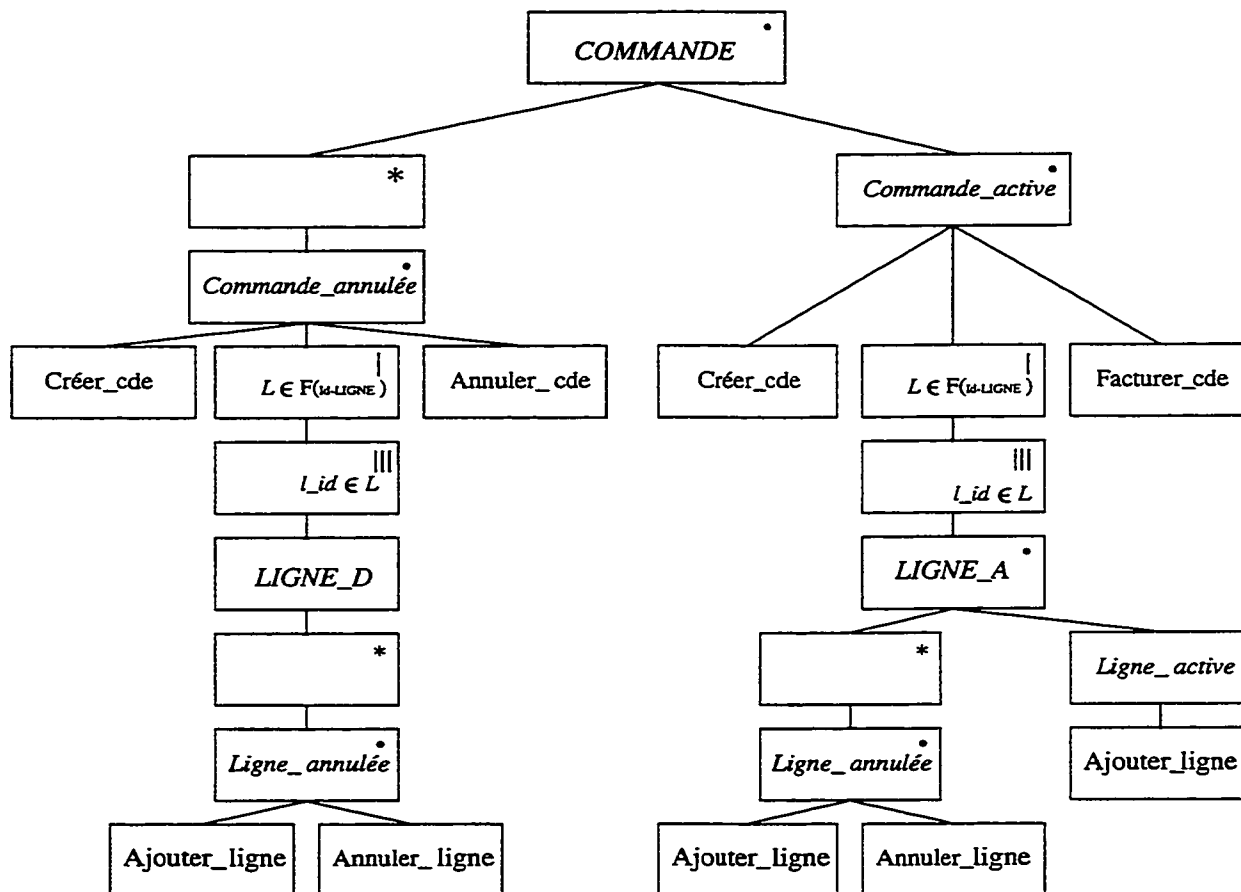 COMMANDE •
*
Commande_active •
Commande_annulée •
Créer_cde
|
L ∈ F(Id-LIGNE)
Annuler_cde
Créer_cde
|
L ∈ F(Id-LIGNE)
Facturer_cde
|||
l_id ∈ L
|||
l_id ∈ L
LIGNE_D
LIGNE_A •
*
*
Ligne_active
Ligne_annulée •
Ligne_annulée •
Ajouter_ligne
Ajouter_ligne
Annuler_ligne
Ajouter_ligne
Annuler_ligne